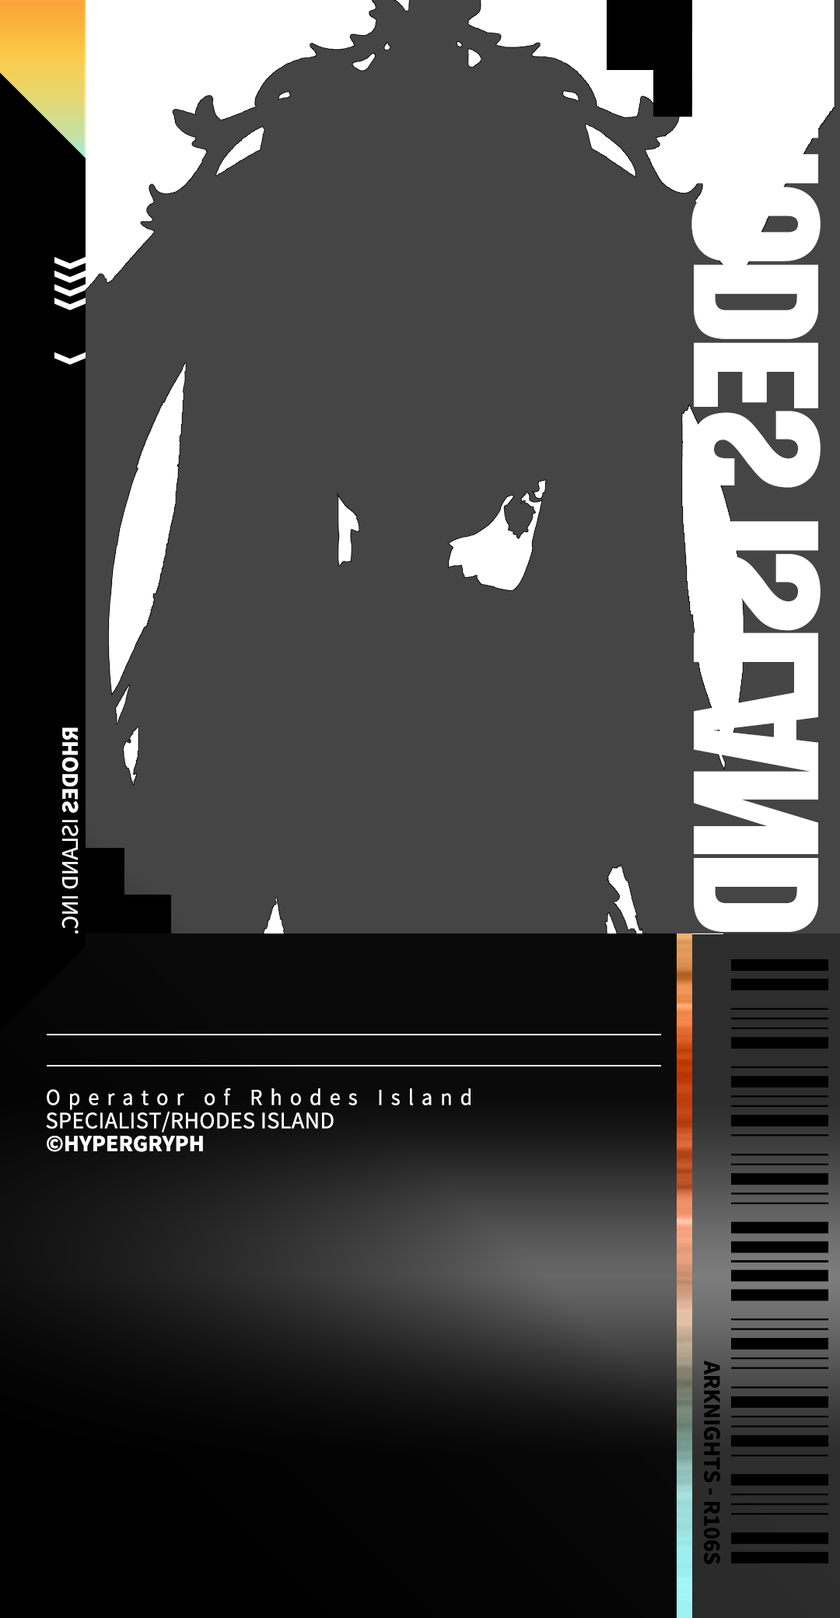 RHODES ISLAND
RHODES ISLAND INC.
Operator of Rhodes Island
SPECIALIST/RHODES ISLAND
©HYPERGRYPH
ARKNIGHTS - R106S